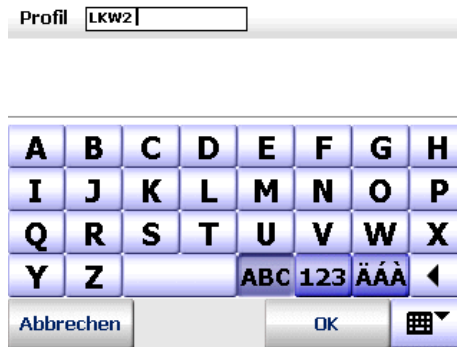 Profil LKW2
A B C D E F G H
I J K L M N O P
Q R S T U V W X
Y Z ABC 123 ÄÁÀ
Abbrechen OK